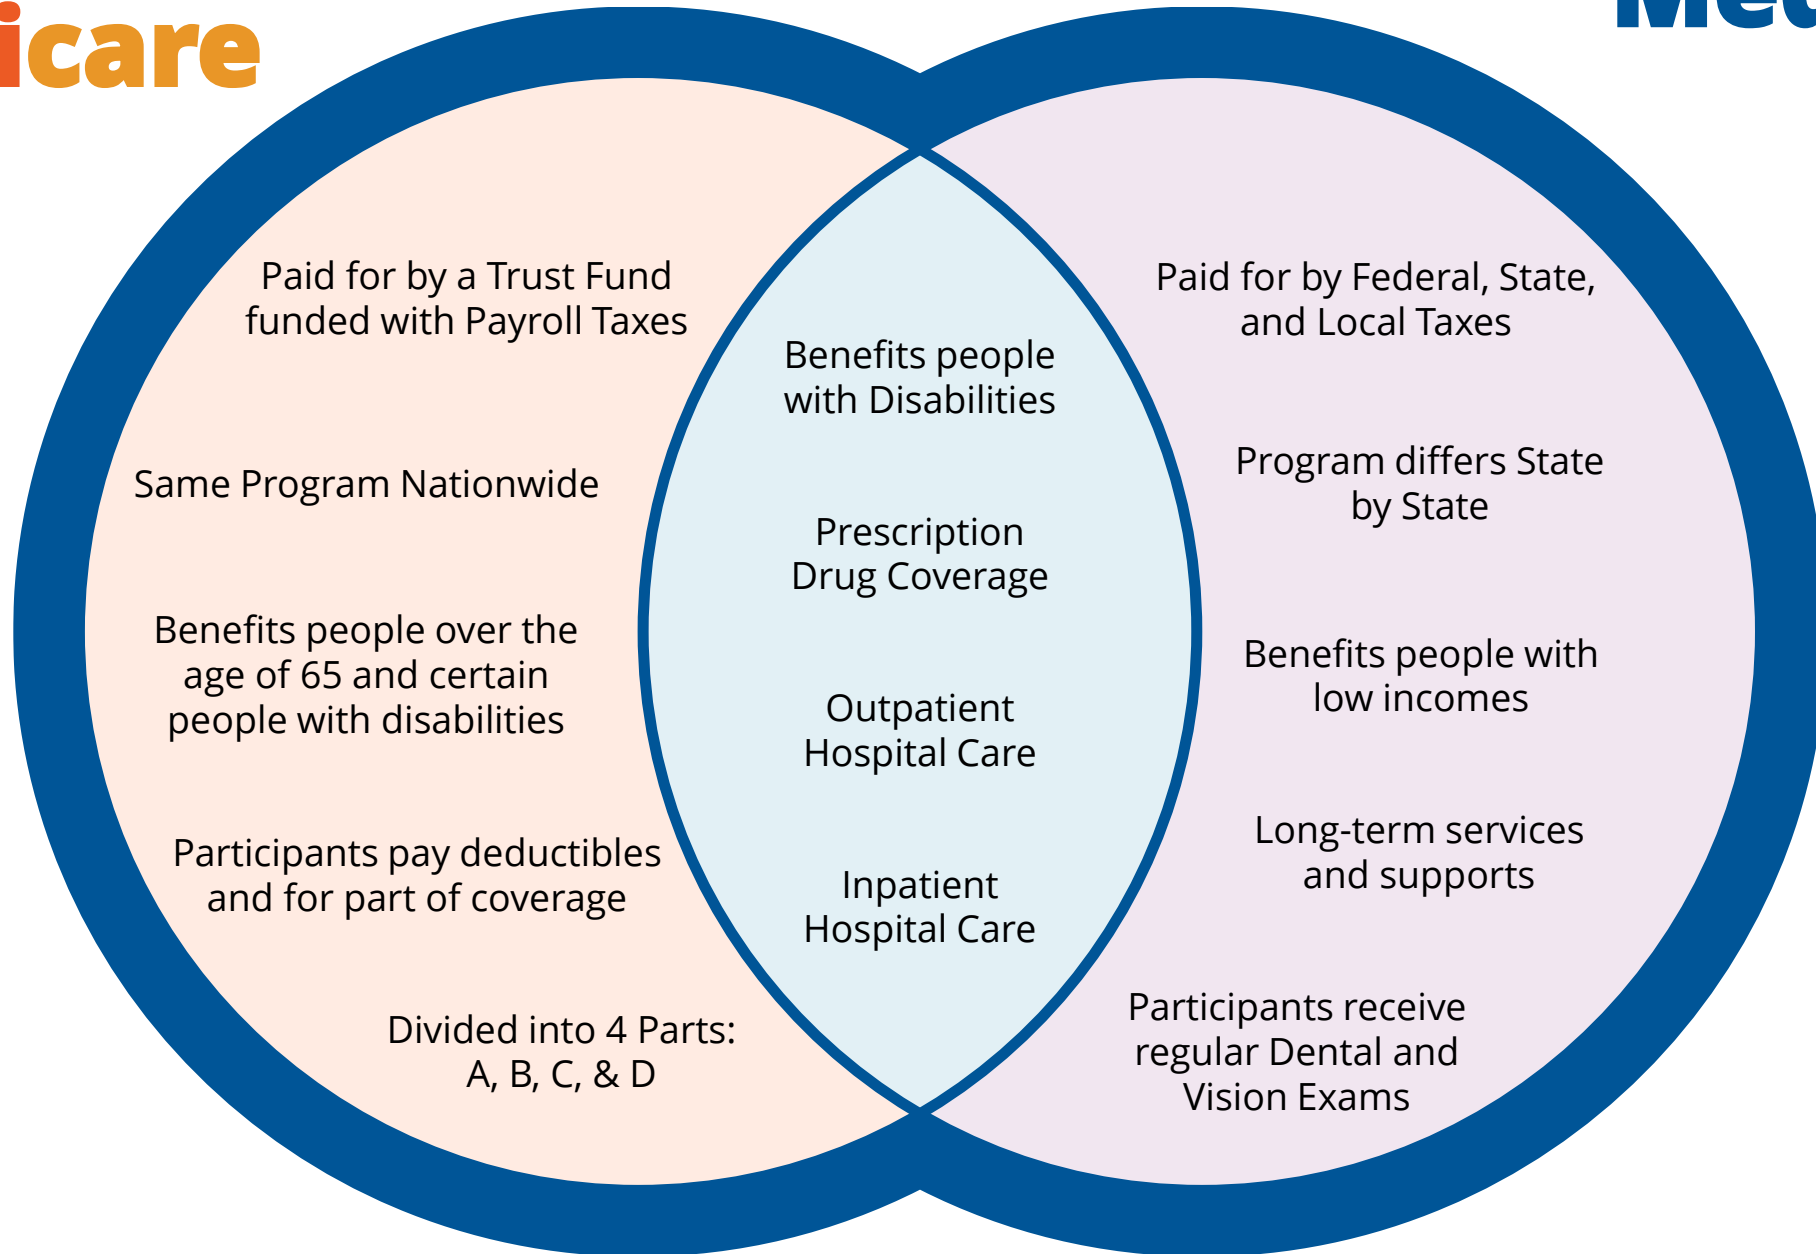 icare
Med
Paid for by a Trust Fund
funded with Payroll Taxes
Same Program Nationwide
Benefits people over the
age of 65 and certain
people with disabilities
Participants pay deductibles
and for part of coverage
Divided into 4 Parts:
A, B, C, & D
Benefits people
with Disabilities
Prescription
Drug Coverage
Outpatient
Hospital Care
Inpatient
Hospital Care
Paid for by Federal, State,
and Local Taxes
Program differs State
by State
Benefits people with
low incomes
Long-term services
and supports
Participants receive
regular Dental and
Vision Exams